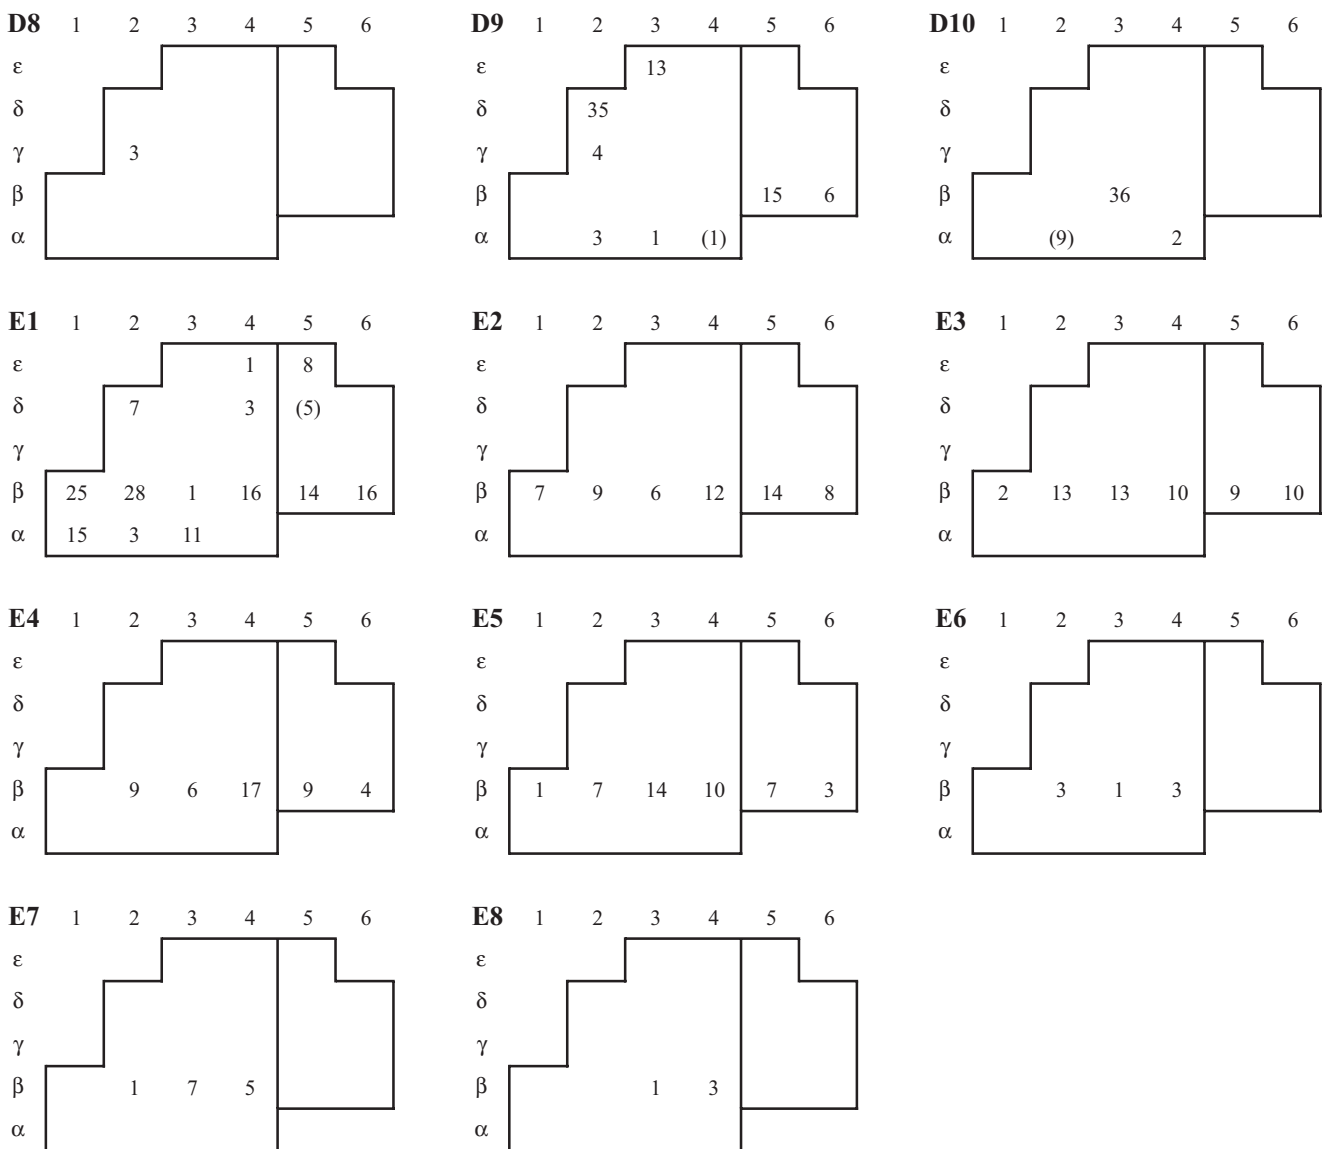 D8 1 2 3 4 5 6 D9 1 2 3 4 5 6 D10 1 2 3 4 5 6
ε ε 13 ε
δ δ 35 δ
γ 3 γ 4 γ
β β 15 6 β 36
α α 3 1 (1) α (9) 2
E1 1 2 3 4 5 6 E2 1 2 3 4 5 6 E3 1 2 3 4 5 6
ε 1 8 ε ε
δ 7 3 (5) δ δ
γ γ γ
β 25 28 1 16 14 16 β 7 9 6 12 14 8 β 2 13 13 10 9 10
α 15 3 11 α α
E4 1 2 3 4 5 6 E5 1 2 3 4 5 6 E6 1 2 3 4 5 6
ε ε ε
δ δ δ
γ γ γ
β 9 6 17 9 4 β 1 7 14 10 7 3 β 3 1 3
α α α
E7 1 2 3 4 5 6 E8 1 2 3 4 5 6
ε ε
δ δ
γ γ
β 1 7 5 β 1 3
α α